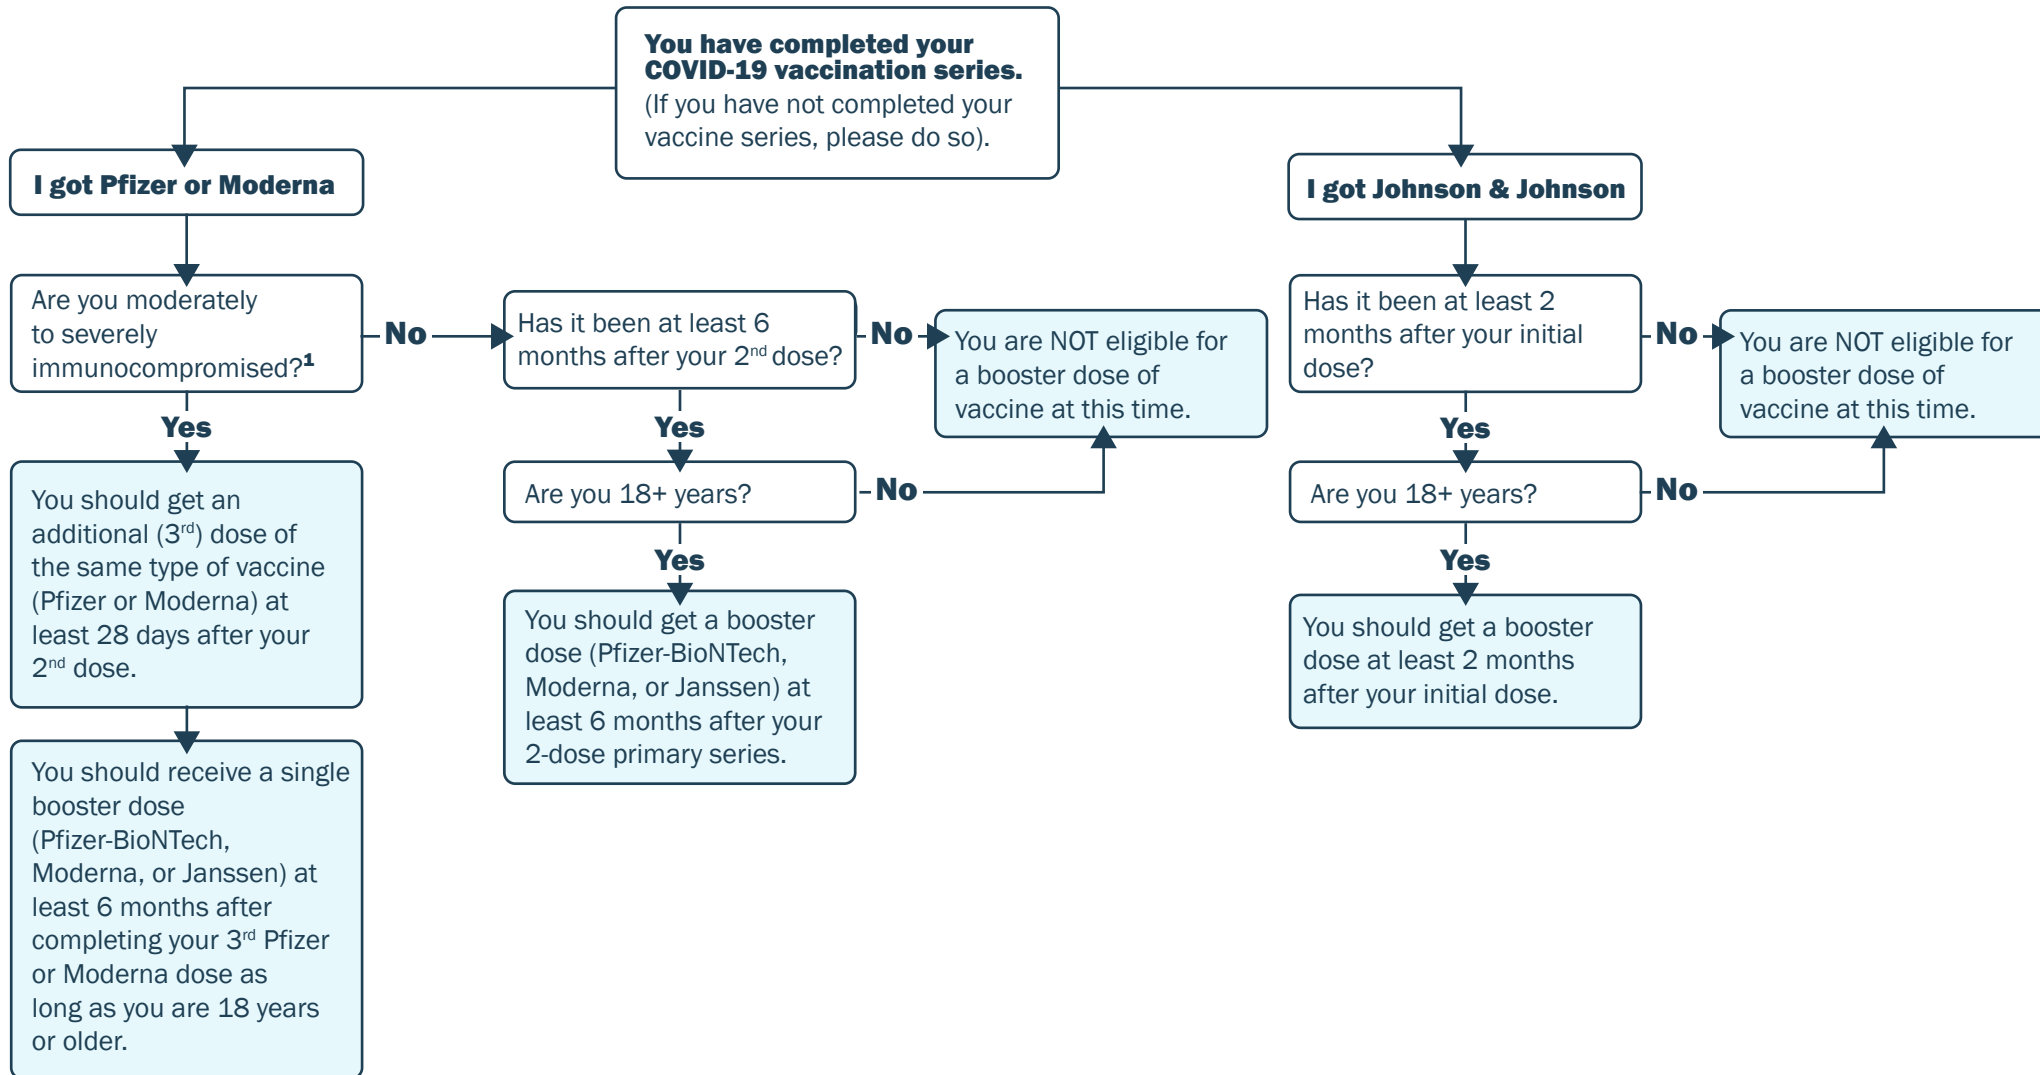 You have completed your
COVID-19 vaccination series.
(If you have not completed your
vaccine series, please do so).
I got Pfizer or Moderna
Are you moderately
to severely
immunocompromised?1
No
Yes
You should get an
additional (3rd) dose of
the same type of vaccine
(Pfizer or Moderna) at
least 28 days after your
2nd dose.
You should receive a single
booster dose
(Pfizer-BioNTech,
Moderna, or Janssen) at
least 6 months after
completing your 3rd Pfizer
or Moderna dose as
long as you are 18 years
or older.
Has it been at least 6
months after your 2nd dose?
No
You are NOT eligible for
a booster dose of
vaccine at this time.
Yes
Are you 18+ years?
No
Yes
You should get a booster
dose (Pfizer-BioNTech,
Moderna, or Janssen) at
least 6 months after your
2-dose primary series.
I got Johnson & Johnson
Has it been at least 2
months after your initial
dose?
No
You are NOT eligible for
a booster dose of
vaccine at this time.
Yes
Are you 18+ years?
No
Yes
You should get a booster
dose at least 2 months
after your initial dose.